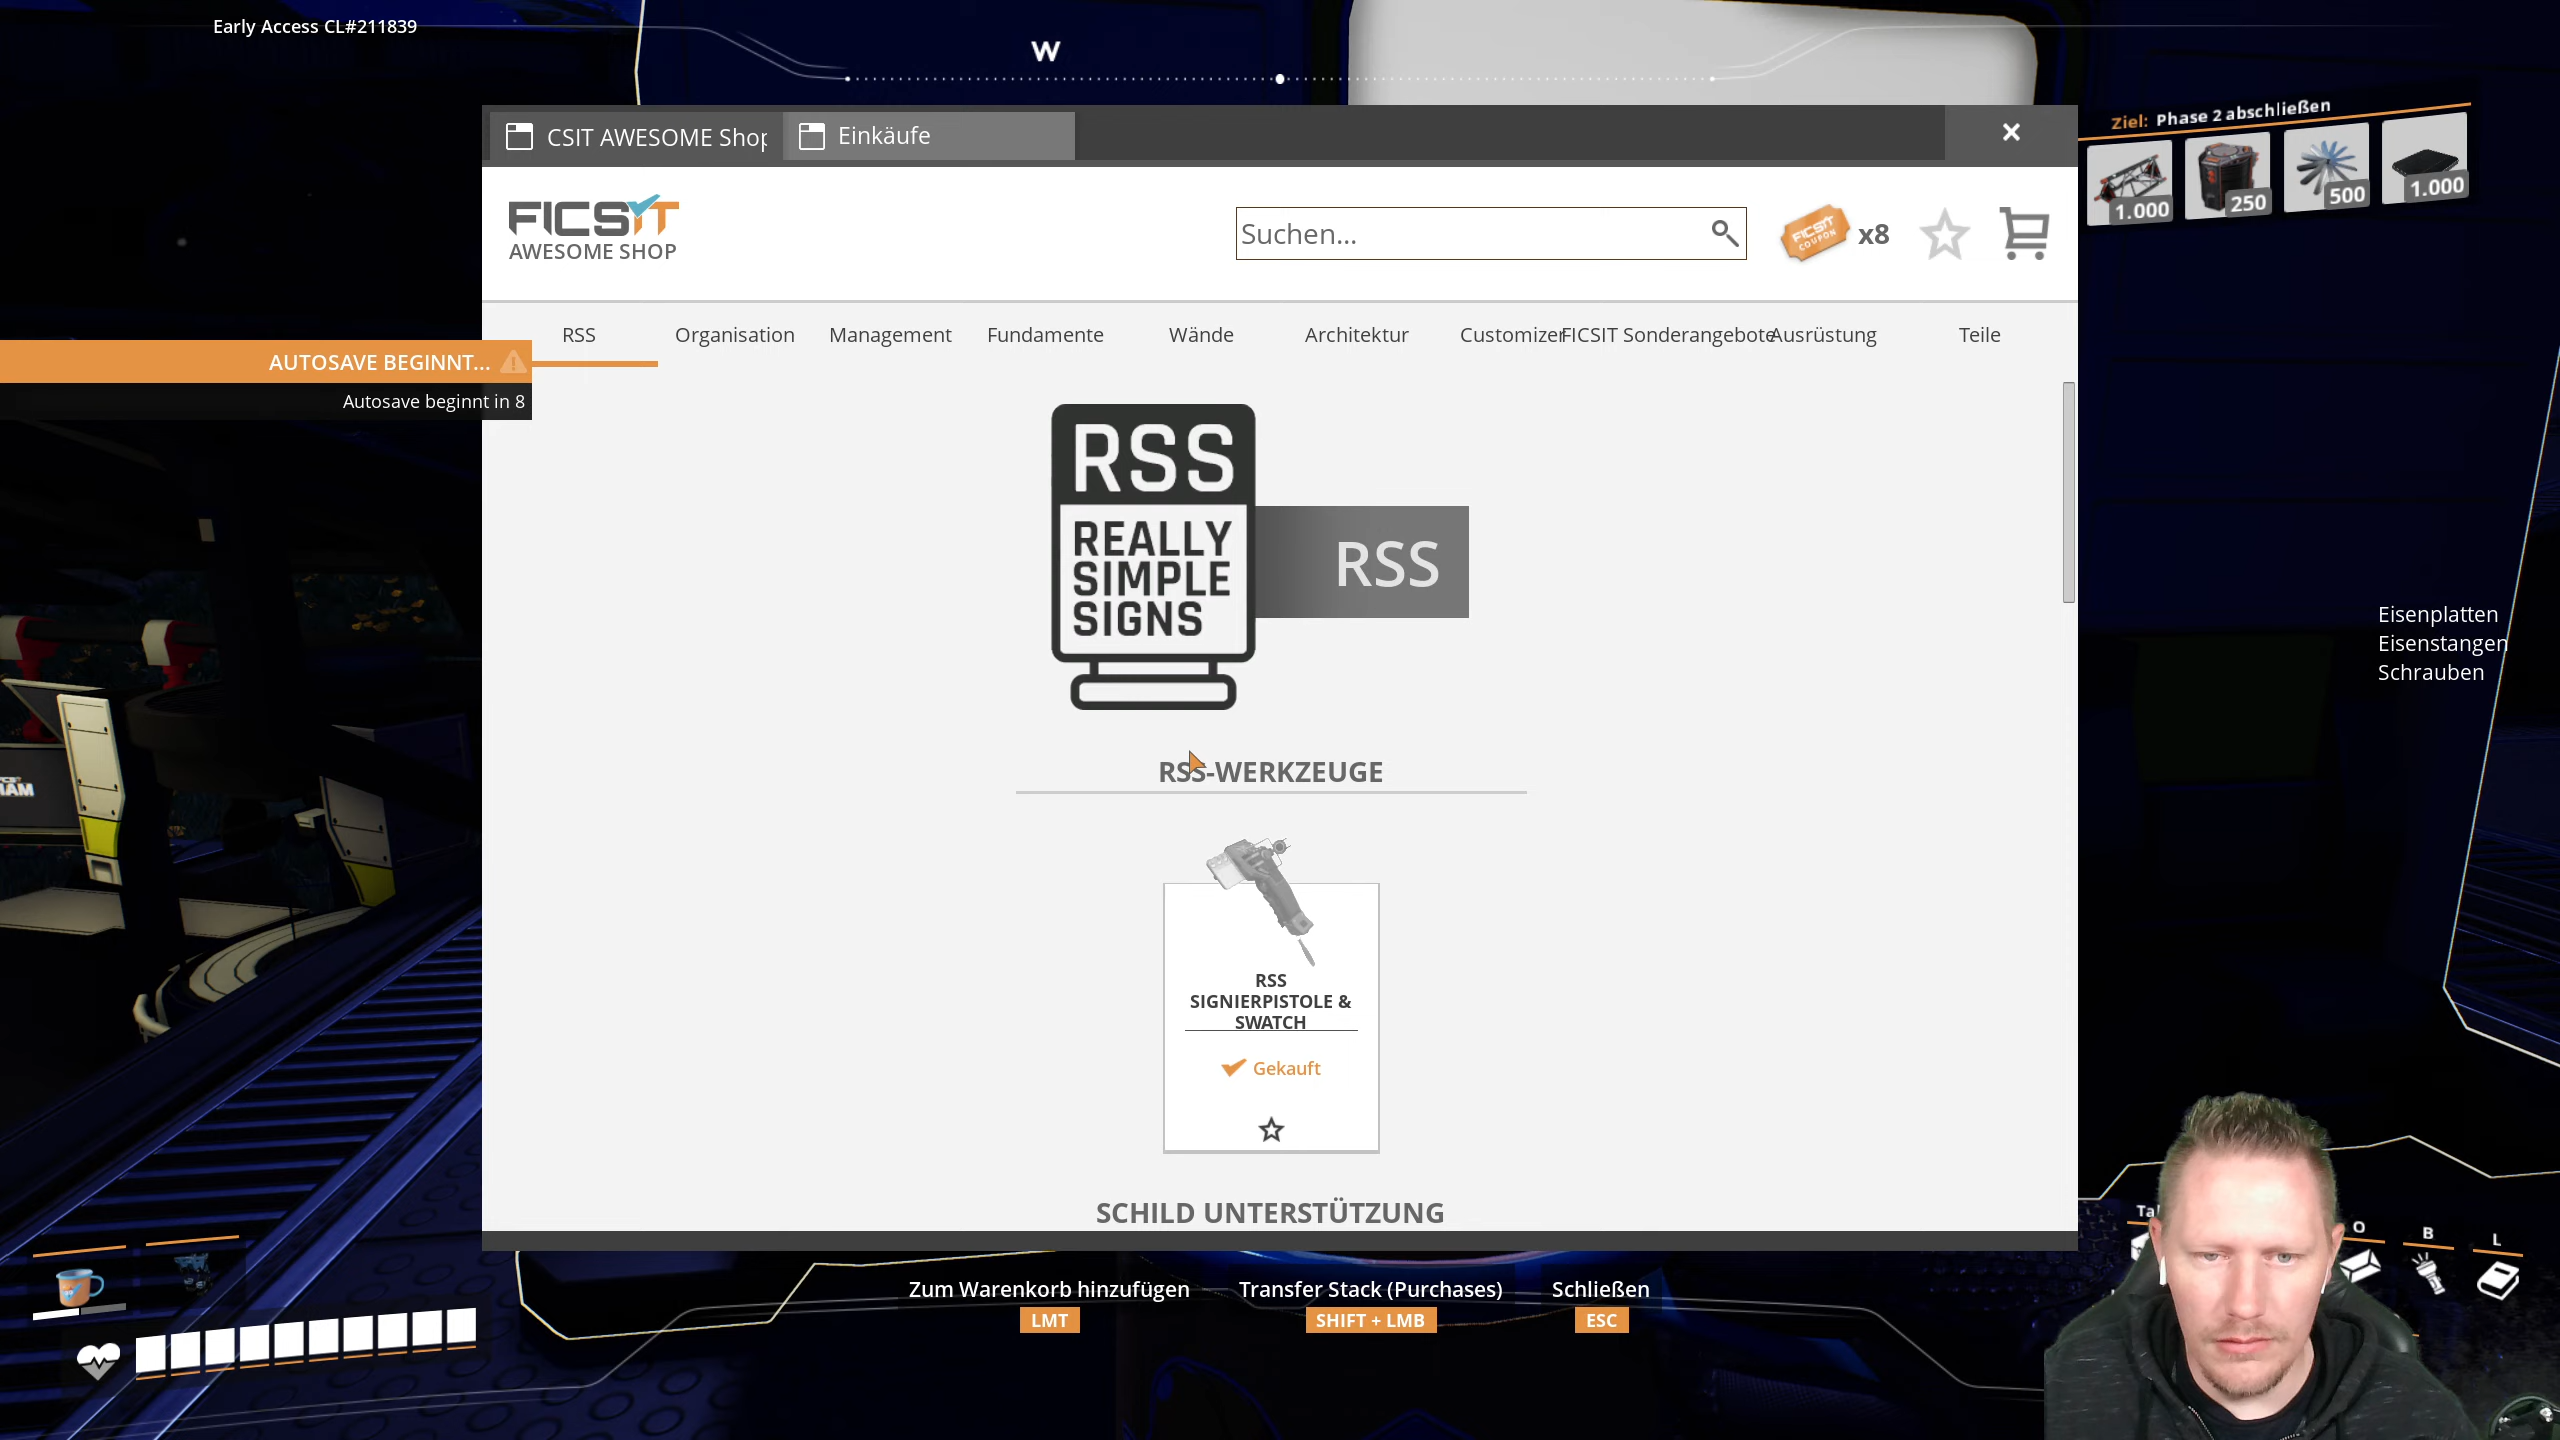 Early Access CL#211839
W
Ziel: Phase 2 abschließen
1.000
250
500
1.000
CSIT AWESOME Shop
Einkäufe
FICSIT
AWESOME SHOP
Suchen...
FICSIT
COUPON
x8
RSS
Organisation
Management
Fundamente
Wände
Architektur
Customizer
FICSIT Sonderangebote
Ausrüstung
Teile
AUTOSAVE BEGINNT...
Autosave beginnt in 8
RSS
REALLY
SIMPLE
SIGNS
RSS
Eisenplatten
Eisenstangen
Schrauben
RSS-WERKZEUGE
RSS
SIGNIERPISTOLE &
SWATCH
Gekauft
SCHILD UNTERSTÜTZUNG
Zum Warenkorb hinzufügen
LMT
Transfer Stack (Purchases)
SHIFT + LMB
Schließen
ESC
O
B
L